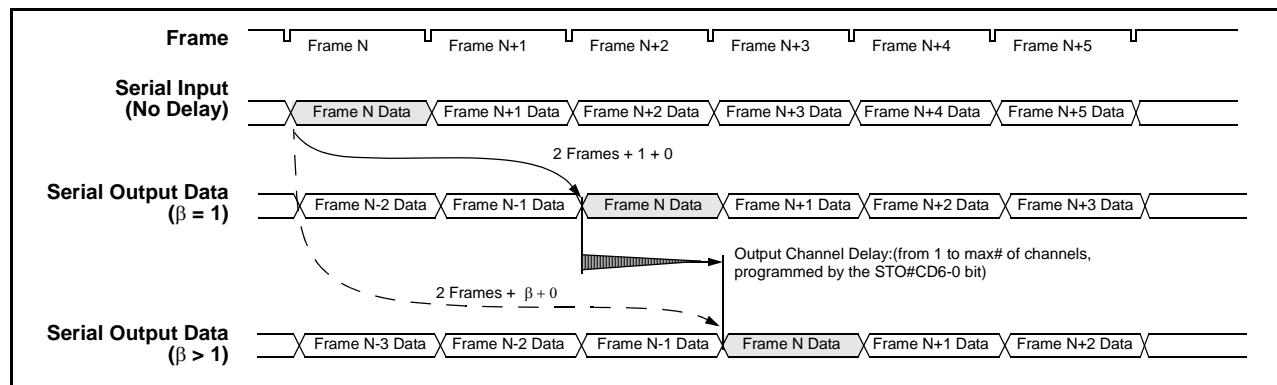 Frame
Frame N Frame N+1 Frame N+2 Frame N+3 Frame N+4 Frame N+5
Serial Input
(No Delay)
Frame N Data Frame N+1 Data Frame N+2 Data Frame N+3 Data Frame N+4 Data Frame N+5 Data
2 Frames + 1 + 0
Serial Output Data
(β = 1)
Frame N-2 Data Frame N-1 Data Frame N Data Frame N+1 Data Frame N+2 Data Frame N+3 Data
Output Channel Delay:(from 1 to max# of channels,
programmed by the STO#CD6-0 bit)
2 Frames + β + 0
Serial Output Data
(β > 1)
Frame N-3 Data Frame N-2 Data Frame N-1 Data Frame N Data Frame N+1 Data Frame N+2 Data